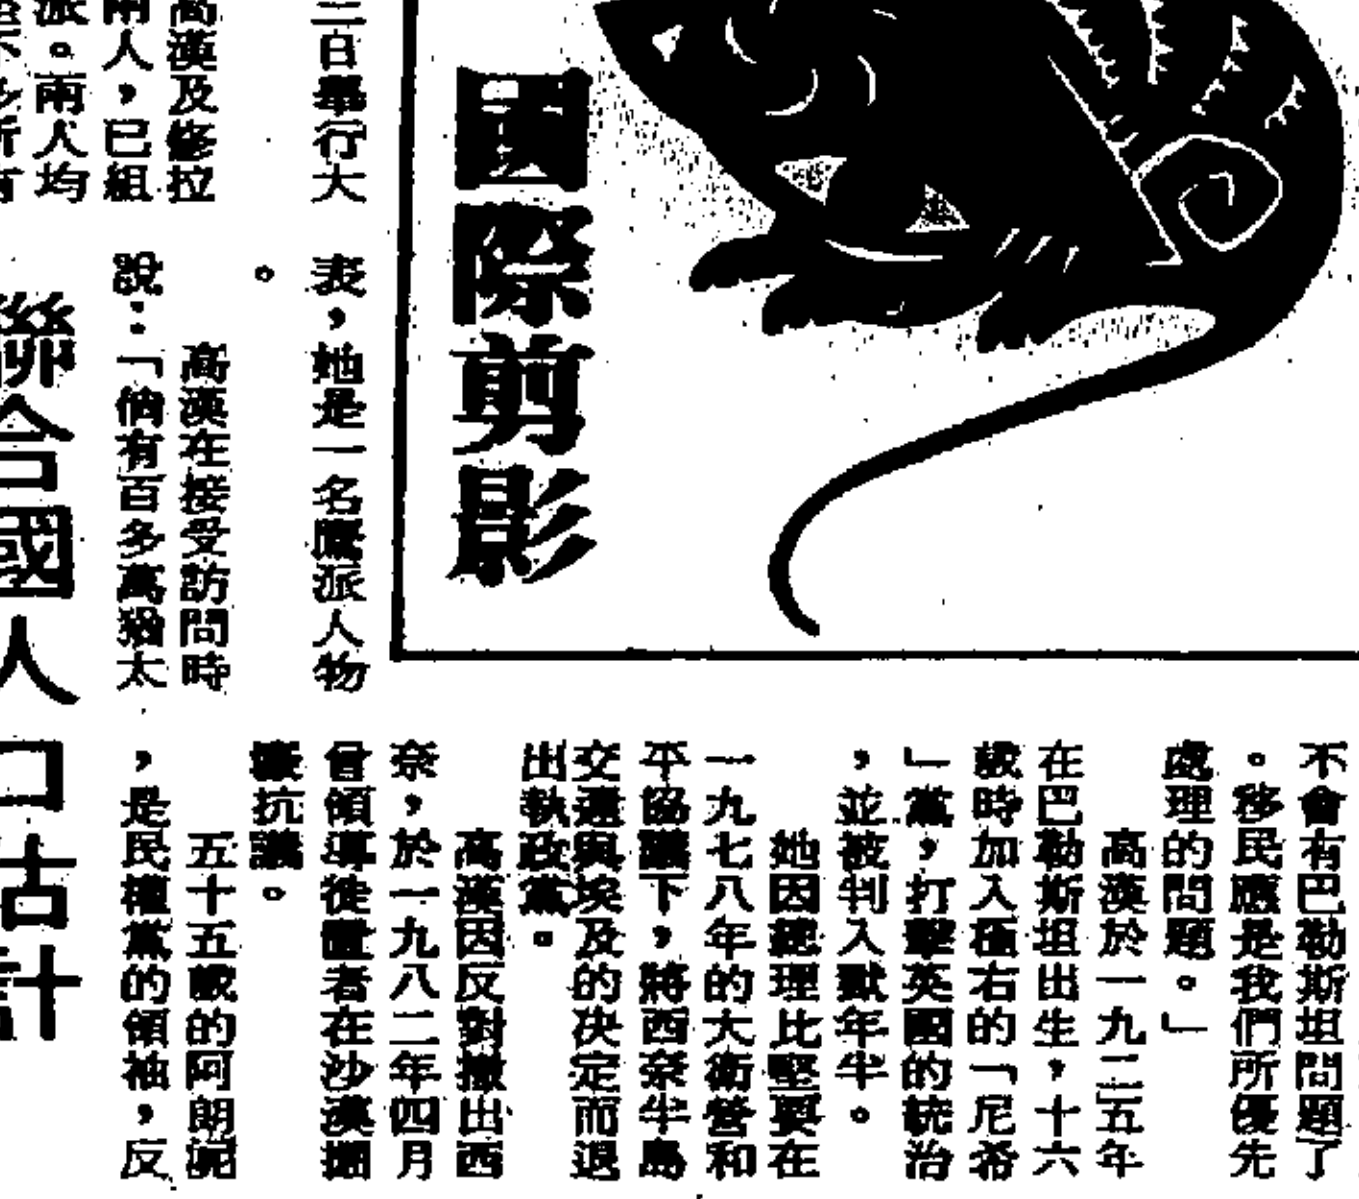 國際剪影
三日舉行大
高漢及修拉
兩人,已組
派。兩人均
不多所有
表,她是一名鷹派人物
。
高漢在接受訪問時
說:「倘有百多萬猶太
不會有巴勒斯坦問題了
。移民應是我們所優先
處理的問題。」
高漢於一九二五年
在巴勒斯坦出生,十六
歲時加入極右的「尼希
」黨,打擊英國的統治
,並被判入獄年半。
她因總理比堅要在
一九七八年的大衛營和
平協議下,將西奈半島
交還與埃及的決定而退
出執政黨。
高漢因反對撤出西
奈,於一九八二年四月
曾領導徙置者在沙漠
抗議。
五十五歲的阿朗
,是民權黨的領袖,反
聯合國人口估計